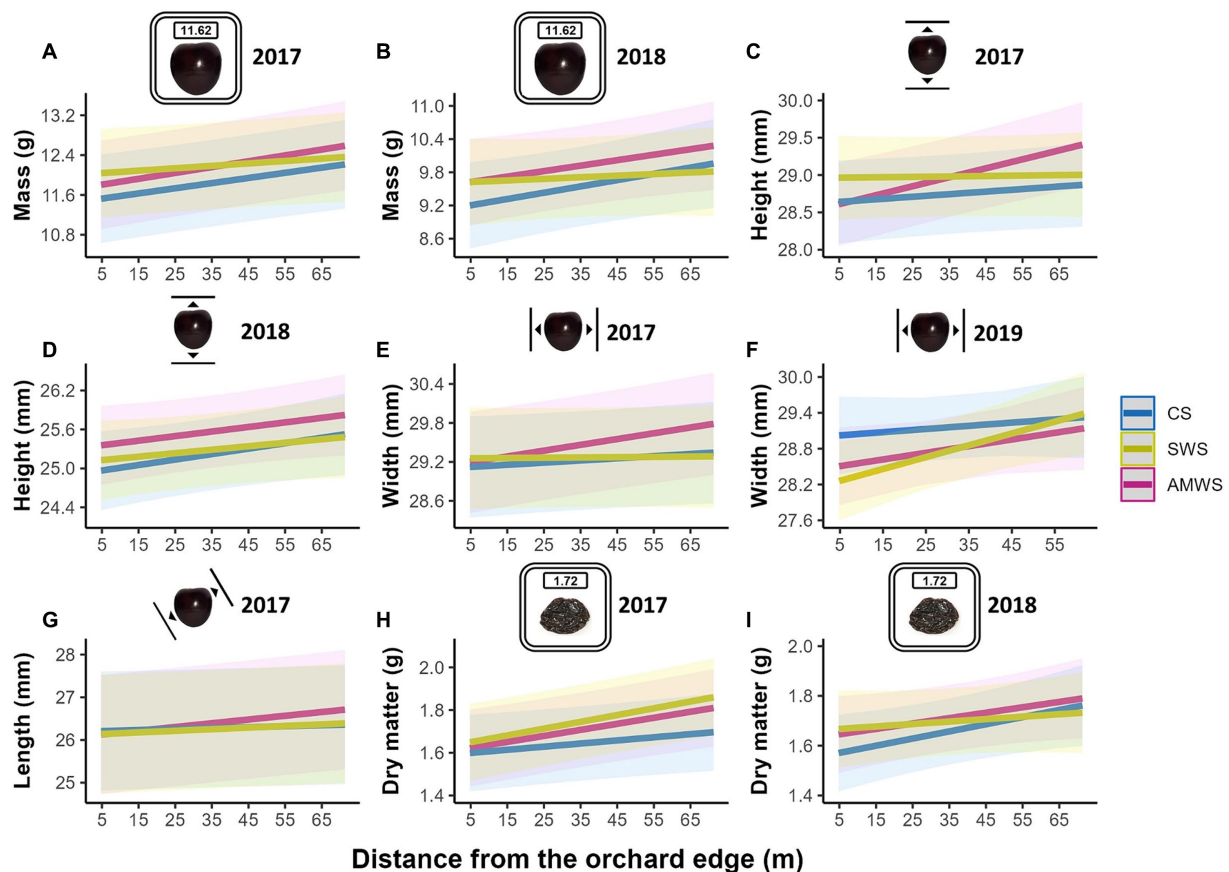 A
11.62
2017
Mass (g)
13.2
12.4
11.6
10.8
5 15 25 35 45 55 65
B
11.62
2018
Mass (g)
11.0
10.4
9.8
9.2
8.6
5 15 25 35 45 55 65
C
2017
Height (mm)
30.0
29.5
29.0
28.5
28.0
5 15 25 35 45 55 65
D
2018
Height (mm)
26.2
25.6
25.0
24.4
5 15 25 35 45 55 65
E
2017
Width (mm)
30.4
29.8
29.2
28.6
5 15 25 35 45 55 65
F
2019
Width (mm)
30.0
29.4
28.8
28.2
27.6
5 15 25 35 45 55
CS
SWS
AMWS
G
2017
Length (mm)
28
27
26
25
5 15 25 35 45 55 65
H
1.72
2017
Dry matter (g)
2.0
1.8
1.6
1.4
5 15 25 35 45 55 65
I
1.72
2018
Dry matter (g)
2.0
1.8
1.6
1.4
5 15 25 35 45 55 65
Distance from the orchard edge (m)